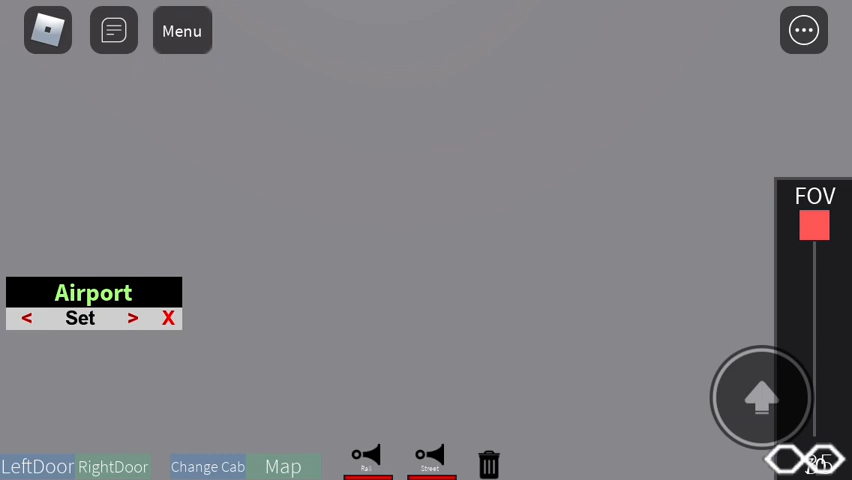 Menu
FOV
Airport
< Set > X
LeftDoor RightDoor Change Cab Map
Rail Street